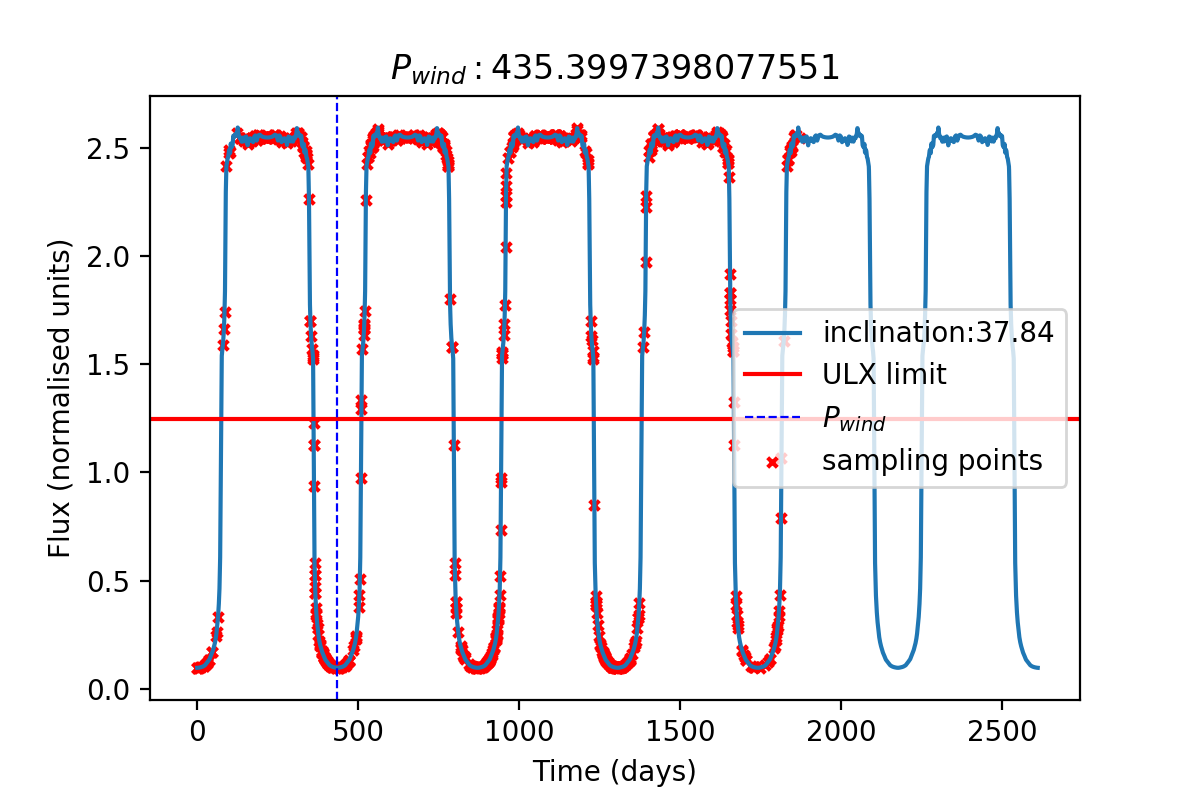 P_wind : 435.3997398077551
Flux (normalised units)
2.5
2.0
1.5
1.0
0.5
0.0
inclination:37.84
ULX limit
P_wind
sampling points
0 500 1000 1500 2000 2500
Time (days)